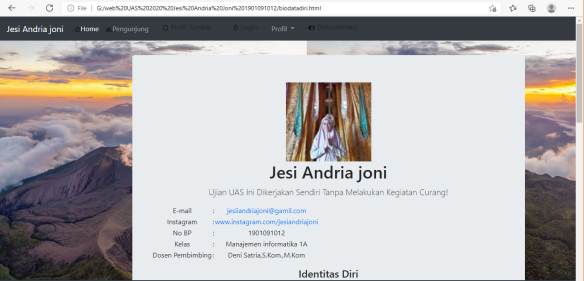 File | G:/web%20UAS%202020%20Jesi%20Andria%20Joni%201901091012/biodatadiri.html
Jesi Andria joni Home Pengunjung Profil Sumbar Login Profil Dokumentasi
Jesi Andria joni
Ujian UAS Ini Dikerjakan Sendiri Tanpa Melakukan Kegiatan Curang!
E-mail : jesiiandriajoni@gamil.com
Instagram :www.instagram.com/jesiandriajoni
No BP : 1901091012
Kelas : Manajemen informatika 1A
Dosen Pembimbing : Deni Satria,S.Kom.,M.Kom
Identitas Diri